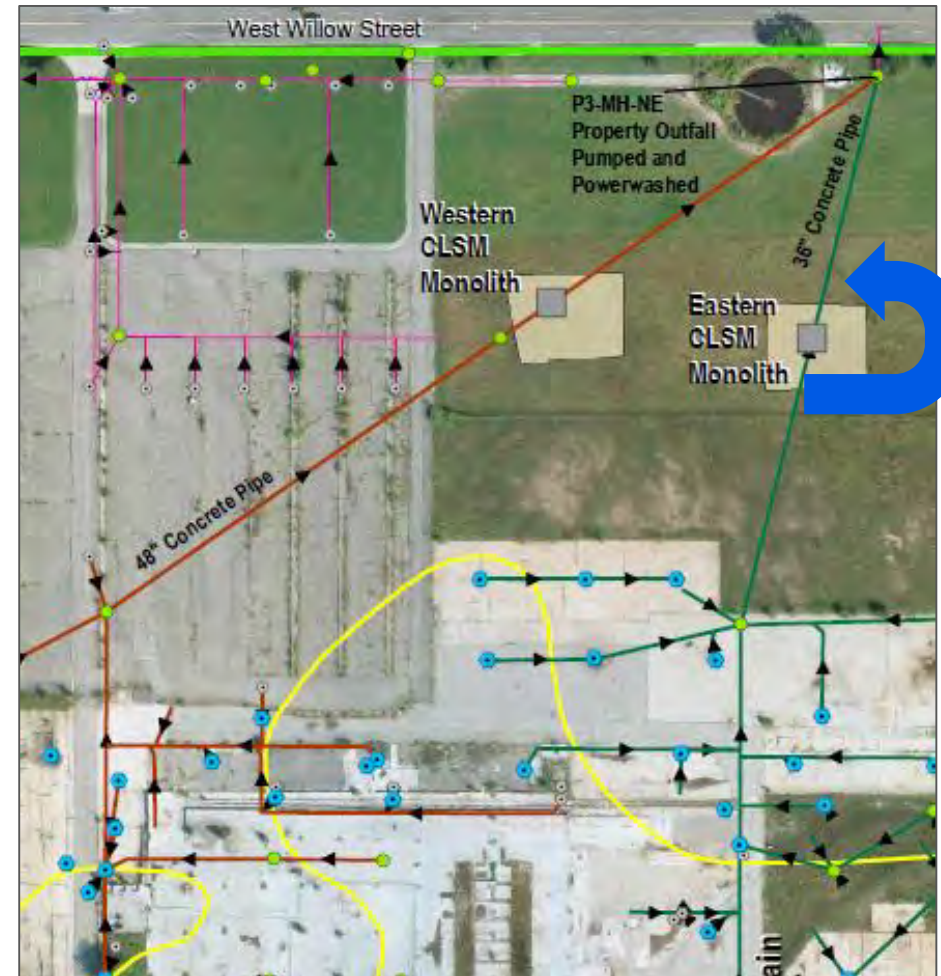 West Willow Street
P3-MH-NE
Property Outfall
Pumped and
Powerwashed
36" Concrete Pipe
Western
CLSM
Monolith
Eastern
CLSM
Monolith
48" Concrete Pipe
ain